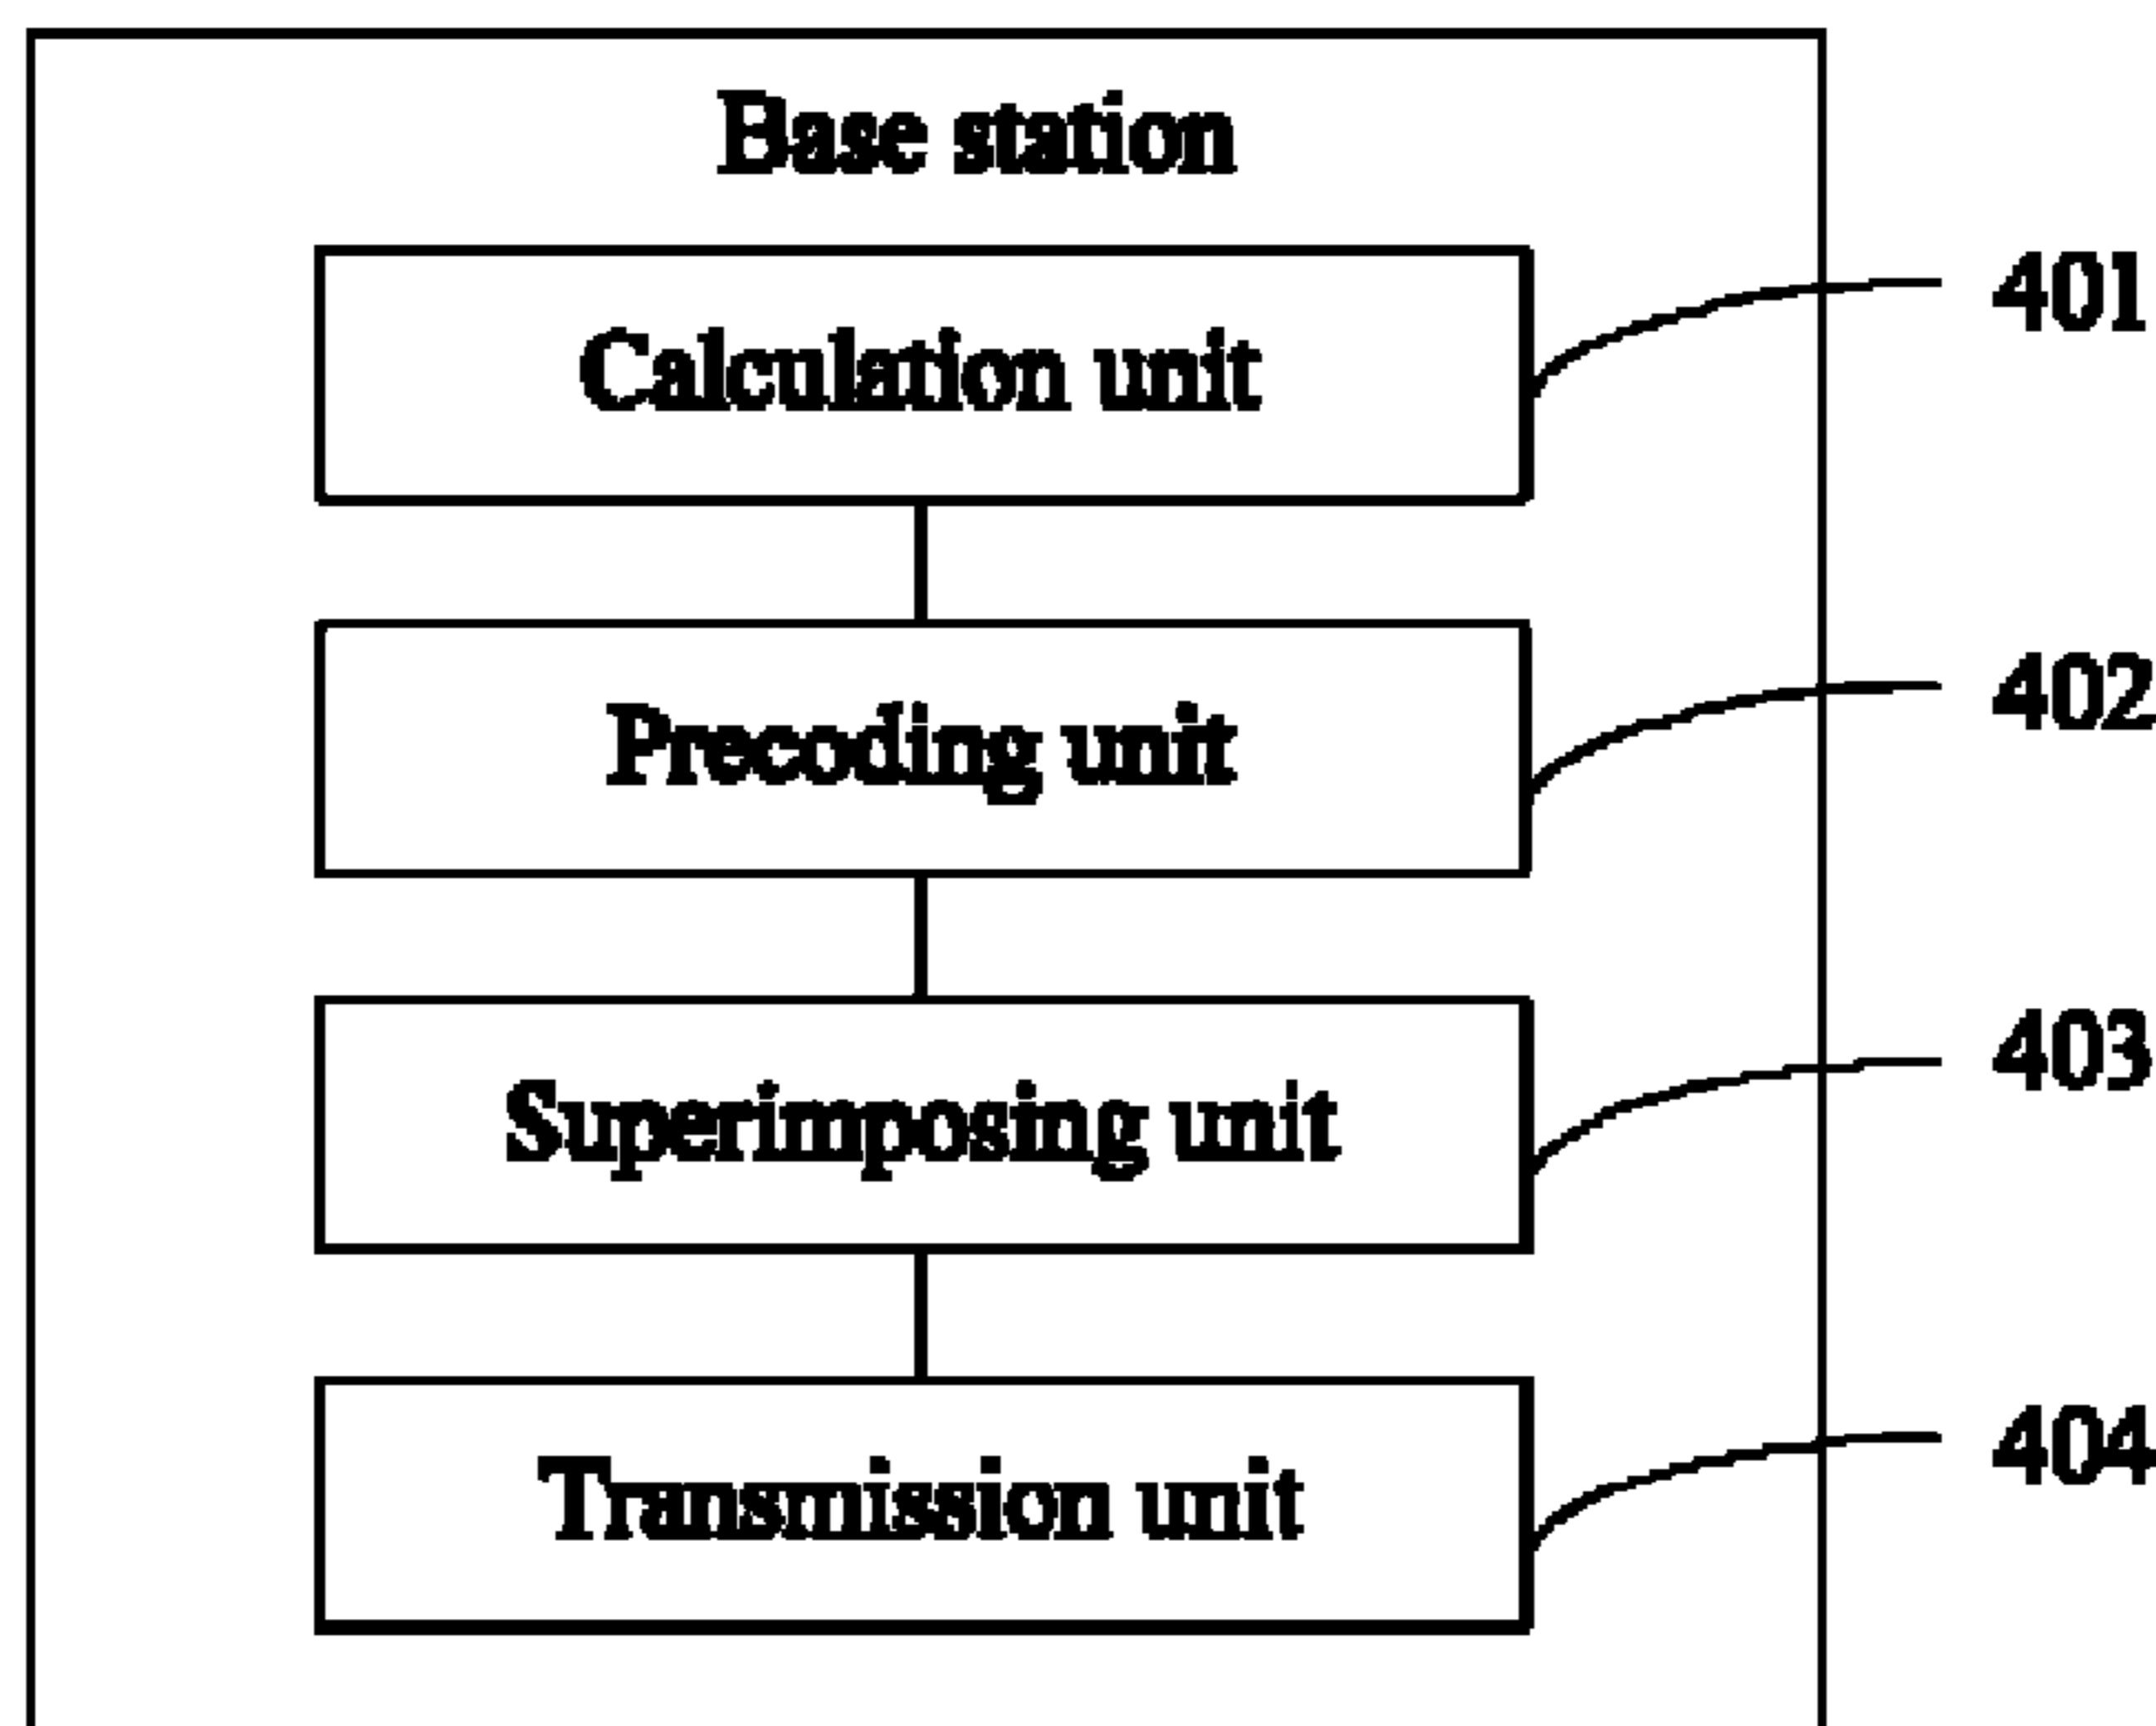 Base station
Calculation unit
401
Precoding unit
402
Superimposing unit
403
Transmission unit
404